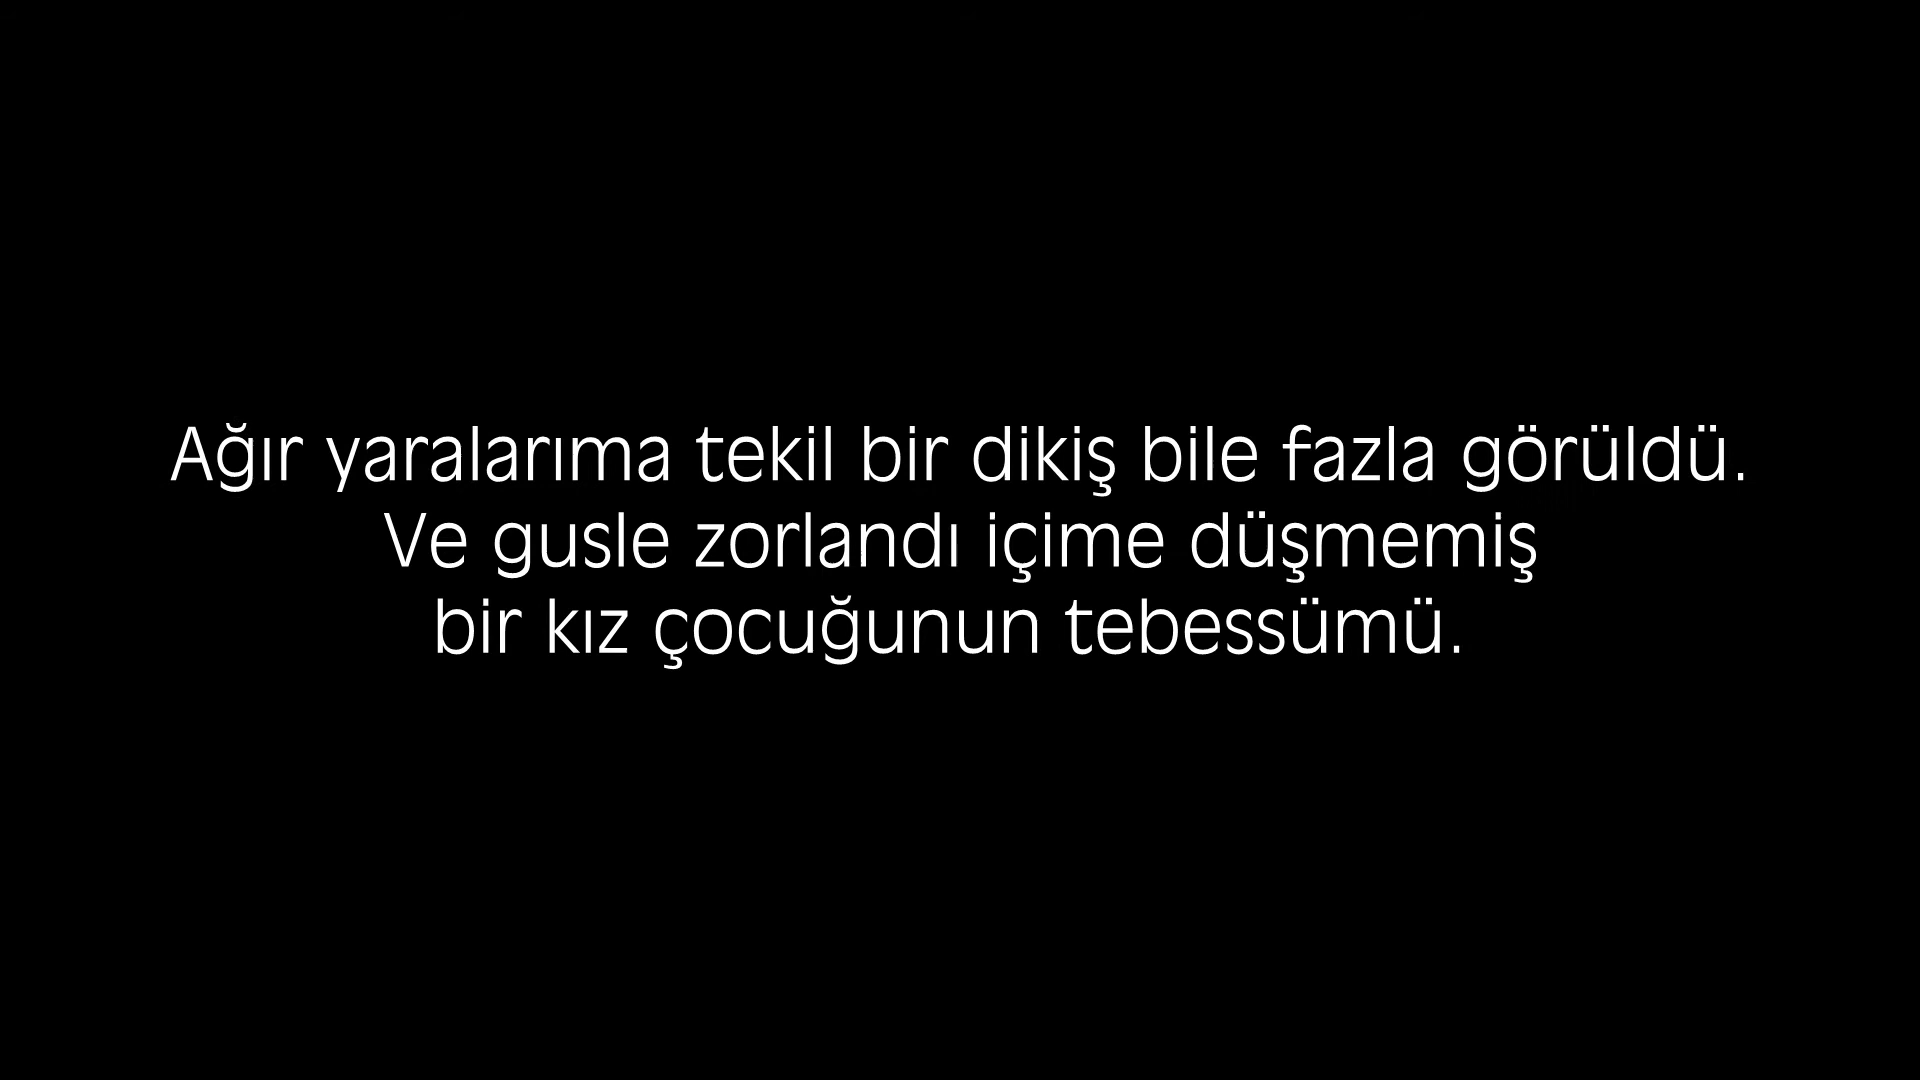 Ağır yaralarıma tekil bir dikiş bile fazla görüldü.
Ve gusle zorlandı içime düşmemiş
bir kız çocuğunun tebessümü.